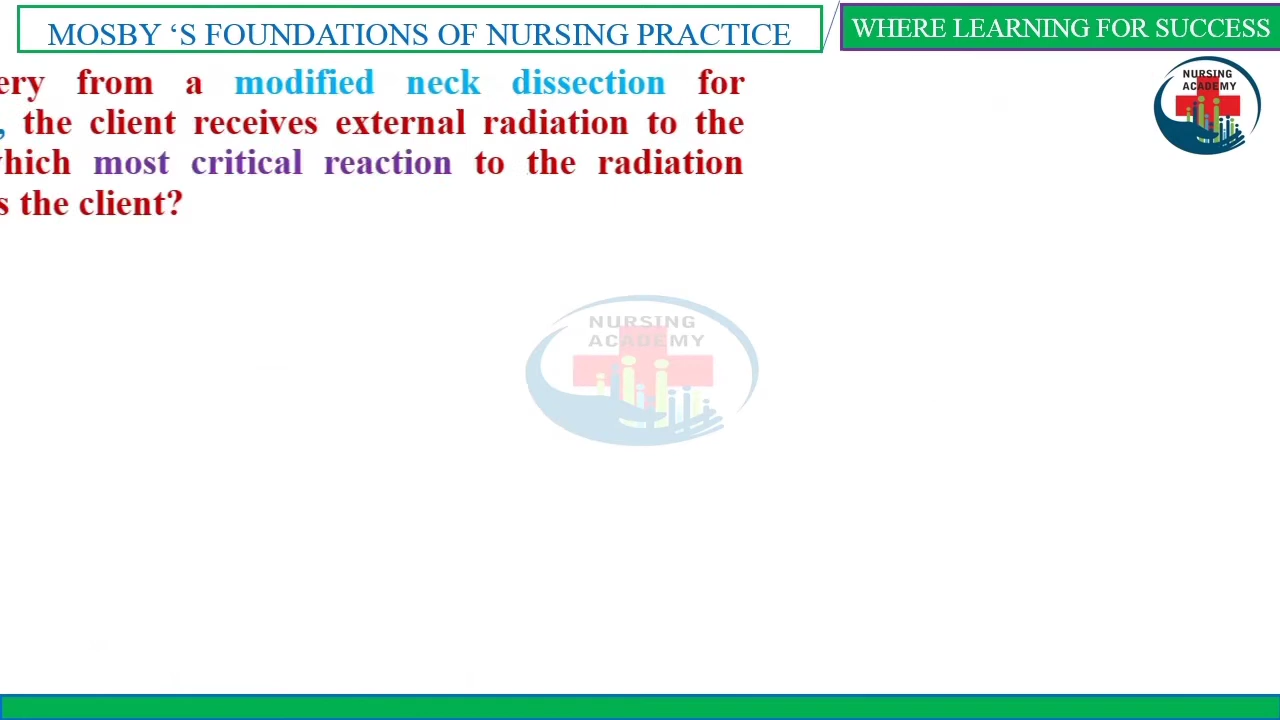 MOSBY ‘S FOUNDATIONS OF NURSING PRACTICE
WHERE LEARNING FOR SUCCESS
ery from a modified neck dissection for
, the client receives external radiation to the
which most critical reaction to the radiation
s the client?
NURSING
ACADEMY
NURSING
ACADEMY